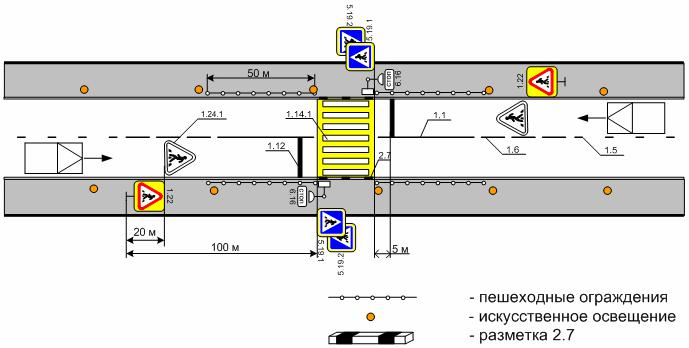 5.19.2
5.19.1
50 м
стоп
6.16
1.22
1.24.1
1.14.1
1.1
1.12
2.7
1.6
1.5
1.22
6.16
стоп
20 м
100 м
5.19.1
5.19.2
5 м
- пешеходные ограждения
- искусственное освещение
- разметка 2.7